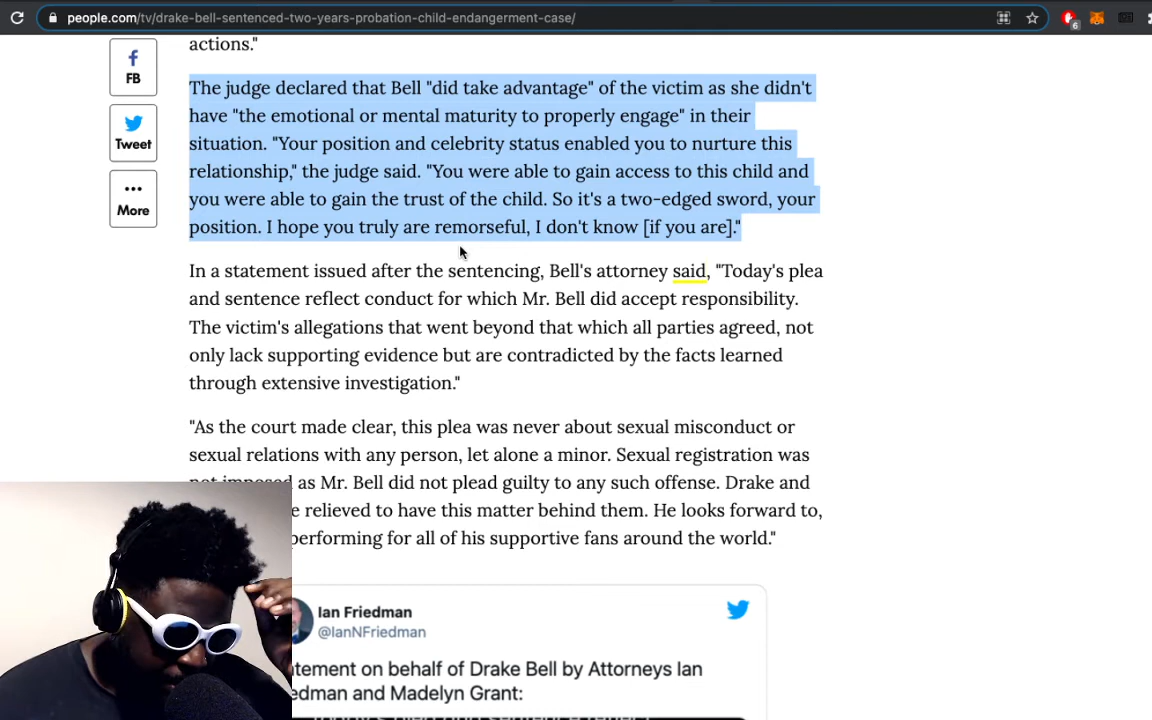 people.com/tv/drake-bell-sentenced-two-years-probation-child-endangerment-case/
6
actions."
FB
Tweet
More
The judge declared that Bell "did take advantage" of the victim as she didn't
have "the emotional or mental maturity to properly engage" in their
situation. "Your position and celebrity status enabled you to nurture this
relationship," the judge said. "You were able to gain access to this child and
you were able to gain the trust of the child. So it's a two-edged sword, your
position. I hope you truly are remorseful, I don't know [if you are]."
In a statement issued after the sentencing, Bell's attorney said, "Today's plea
and sentence reflect conduct for which Mr. Bell did accept responsibility.
The victim's allegations that went beyond that which all parties agreed, not
only lack supporting evidence but are contradicted by the facts learned
through extensive investigation."
"As the court made clear, this plea was never about sexual misconduct or
sexual relations with any person, let alone a minor. Sexual registration was
not imposed as Mr. Bell did not plead guilty to any such offense. Drake and
relieved to have this matter behind them. He looks forward to,
performing for all of his supportive fans around the world."
Ian Friedman
@IanNFriedman
tement on behalf of Drake Bell by Attorneys Ian
edman and Madelyn Grant: